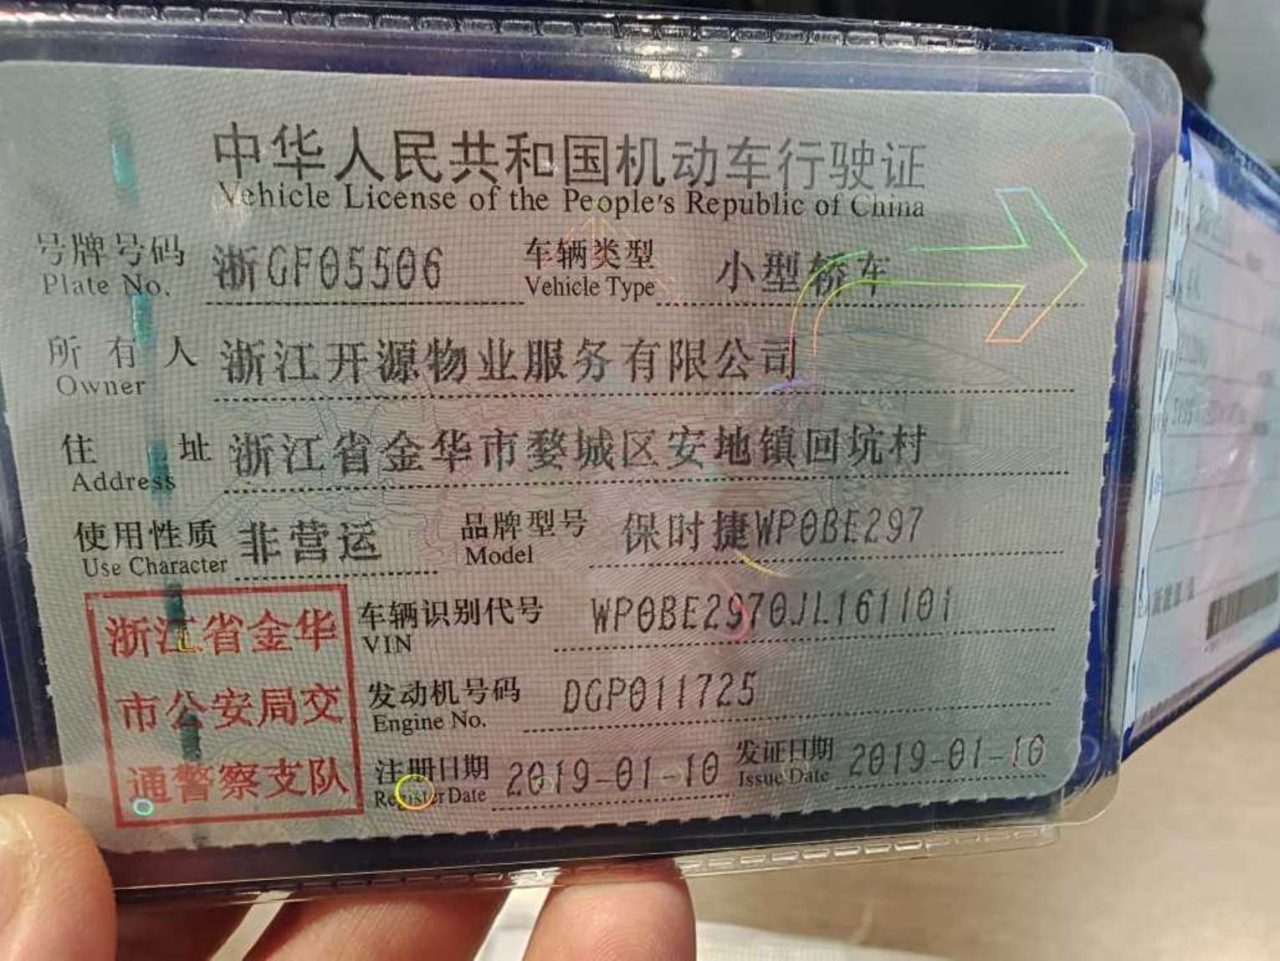 中华人民共和国机动车行驶证
Vehicle License of the People's Republic of China
号牌号码 浙GF05506 车辆类型 小型轿车
Plate No. Vehicle Type
所有人 浙江开源物业服务有限公司
Owner
住址 浙江省金华市婺城区安地镇回坑村
Address
使用性质 非营运 品牌型号 保时捷WP0BE297
Use Character Model
浙江省金华 车辆识别代号 WP0BE2970JL161101
VIN
市公安局交 发动机号码 DGP011725
Engine No.
通警察支队 注册日期 2019-01-10 发证日期 2019-01-10
Register Date Issue Date